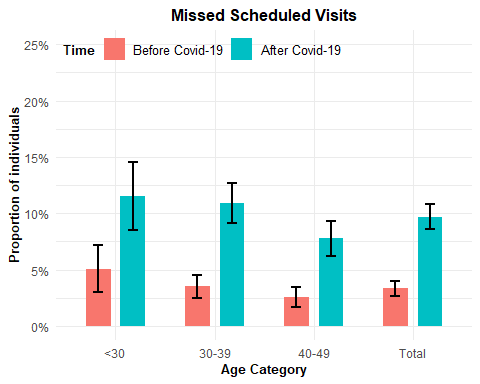 Missed Scheduled Visits
Time Before Covid-19 After Covid-19
25%
20%
15%
10%
5%
0%
Proportion of individuals
<30 30-39 40-49 Total
Age Category